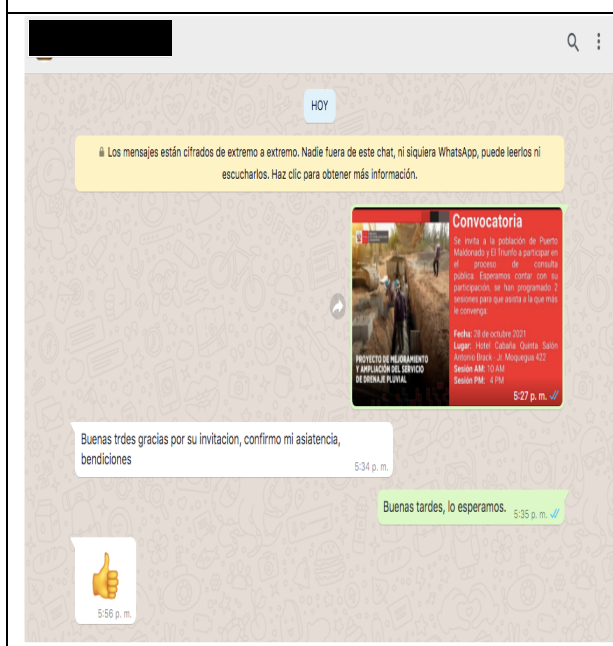 HOY
Los mensajes están cifrados de extremo a extremo. Nadie fuera de este chat, ni siquiera WhatsApp, puede leerlos ni
escucharlos. Haz clic para obtener más información.
Convocatoria
Se invita a la población de Puerto
Maldonado y El Triunfo a participar en
el proceso de consulta
pública. Esperamos contar con su
participación, se han programado 2
sesiones para que asista a la que más
le convenga:
Fecha: 28 de octubre 2021
Lugar: Hotel Cabaña Quinta Salón
Antonio Brack - Jr. Moquegua 422
Sesión AM: 10 AM
Sesión PM: 4 PM
PROYECTO DE MEJORAMIENTO
Y AMPLIACIÓN DEL SERVICIO
DE DRENAJE PLUVIAL
5:27 p. m.
Buenas trdes gracias por su invitacion, confirmo mi asiatencia,
bendiciones
5:34 p. m.
Buenas tardes, lo esperamos.
5:35 p. m.
5:56 p. m.